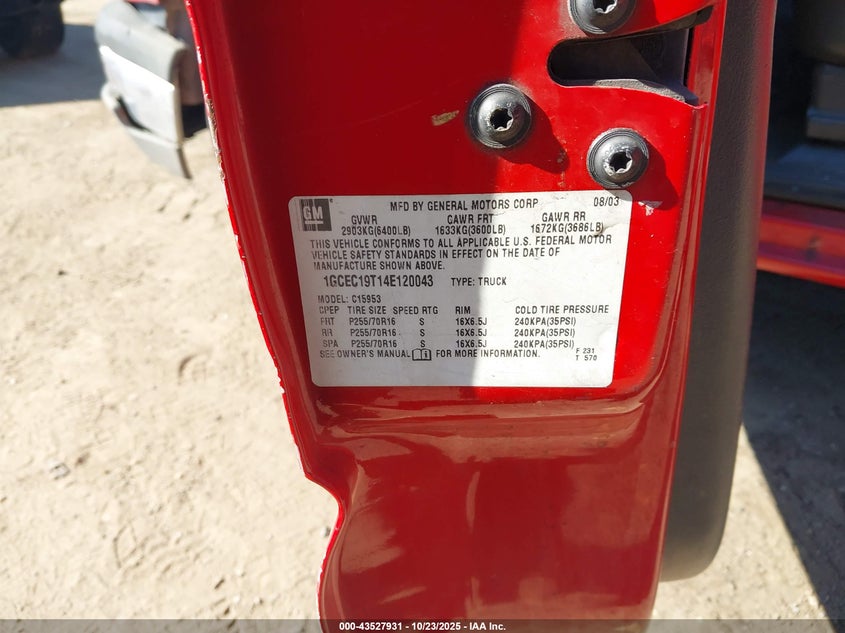 GM MFD BY GENERAL MOTORS CORP 08/03
GVWR GAWR FRT GAWR RR
2903KG(6400LB) 1633KG(3600LB) 1672KG(3686LB)
THIS VEHICLE CONFORMS TO ALL APPLICABLE U.S. FEDERAL MOTOR
VEHICLE SAFETY STANDARDS IN EFFECT ON THE DATE OF
MANUFACTURE SHOWN ABOVE.
1GCEC19T14E120043 TYPE: TRUCK
MODEL: C15953
CPEP TIRE SIZE SPEED RTG RIM COLD TIRE PRESSURE
FRT P255/70R16 S 16X6.5J 240KPA(35PSI)
RR P255/70R16 S 16X6.5J 240KPA(35PSI)
SPA P255/70R16 S 16X6.5J 240KPA(35PSI)
SEE OWNER'S MANUAL FOR MORE INFORMATION.
F 231
T 570
000-43527931 | 10/23/2025 - IAA Inc.